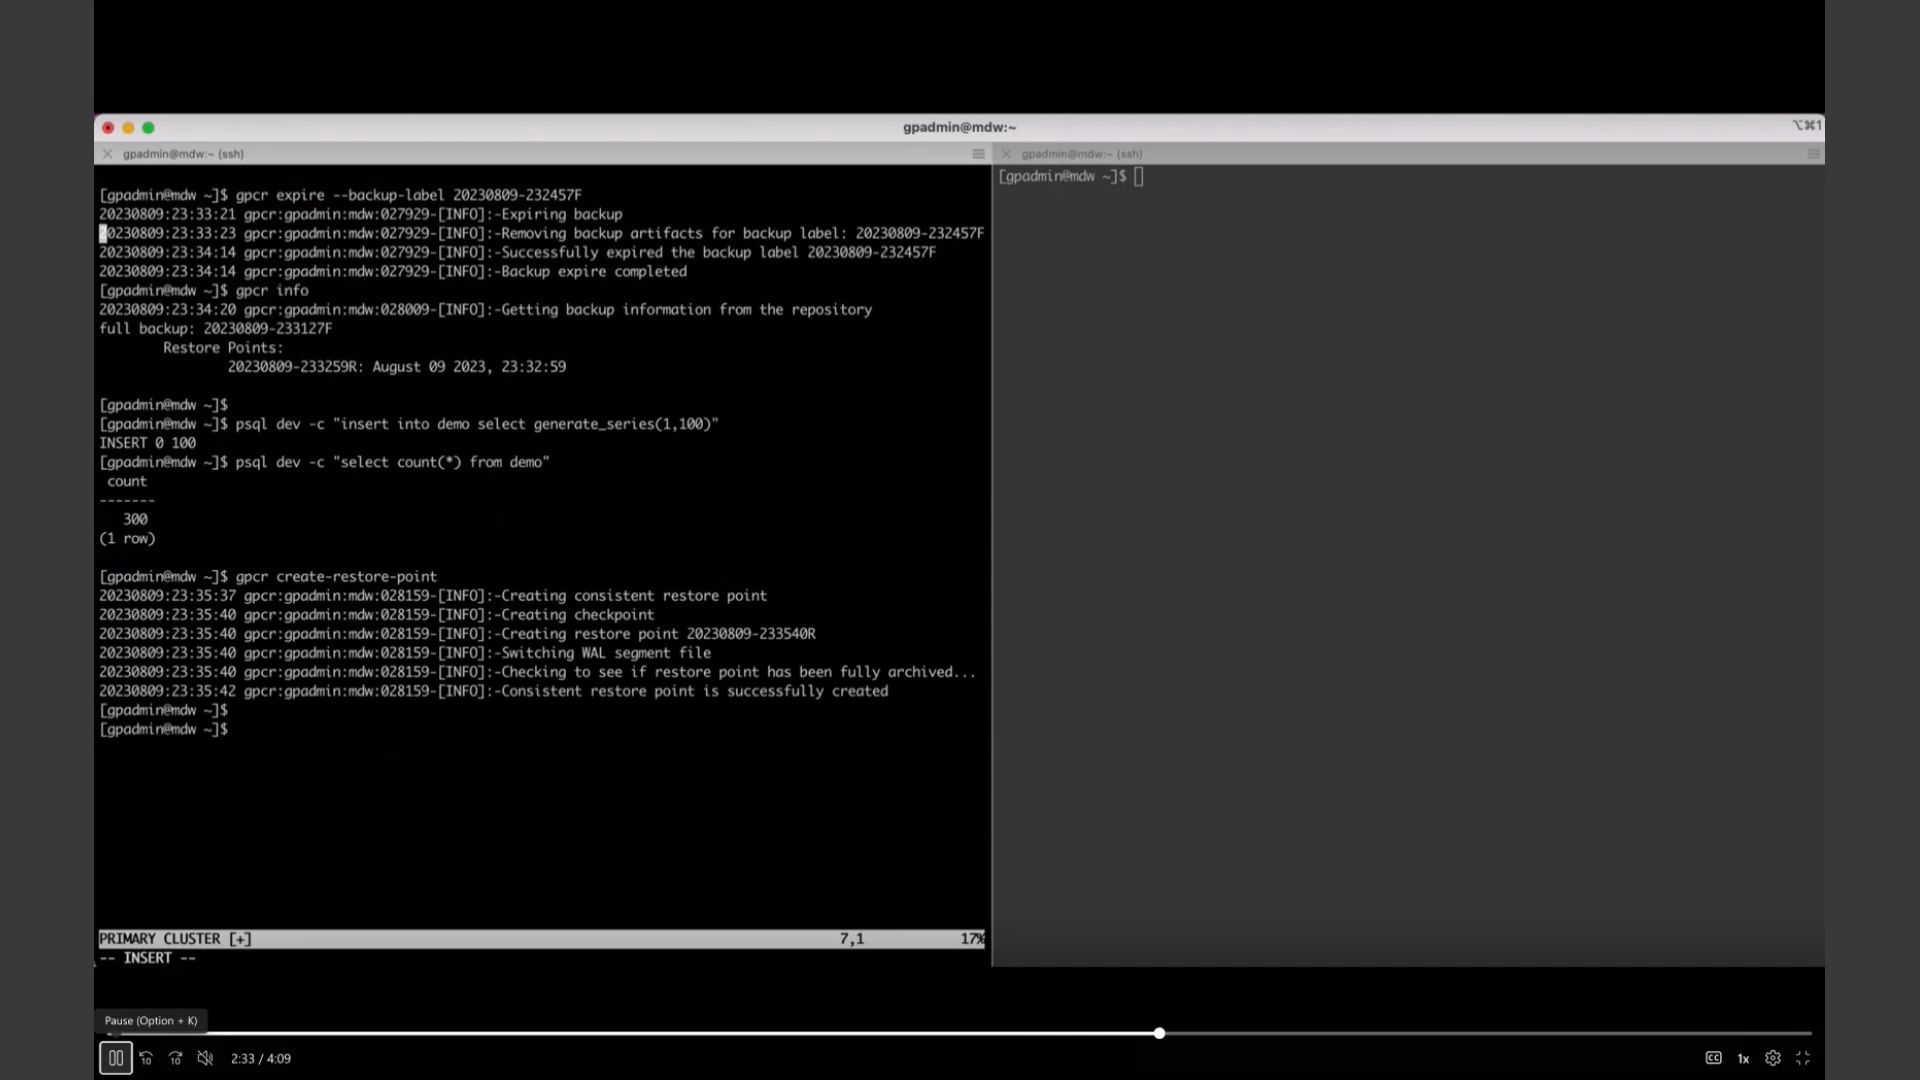 gpadmin@mdw:~
⌥⌘1
gpadmin@mdw:~ (ssh)
gpadmin@mdw:~ (ssh)
[gpadmin@mdw ~]$ gpcr expire --backup-label 20230809-232457F
20230809:23:33:21 gpcr:gpadmin:mdw:027929-[INFO]:-Expiring backup
20230809:23:33:23 gpcr:gpadmin:mdw:027929-[INFO]:-Removing backup artifacts for backup label: 20230809-232457F
20230809:23:34:14 gpcr:gpadmin:mdw:027929-[INFO]:-Successfully expired the backup label 20230809-232457F
20230809:23:34:14 gpcr:gpadmin:mdw:027929-[INFO]:-Backup expire completed
[gpadmin@mdw ~]$ gpcr info
20230809:23:34:20 gpcr:gpadmin:mdw:028009-[INFO]:-Getting backup information from the repository
full backup: 20230809-233127F
Restore Points:
20230809-233259R: August 09 2023, 23:32:59
[gpadmin@mdw ~]$
[gpadmin@mdw ~]$ psql dev -c "insert into demo select generate_series(1,100)"
INSERT 0 100
[gpadmin@mdw ~]$ psql dev -c "select count(*) from demo"
count
-------
300
(1 row)
[gpadmin@mdw ~]$ gpcr create-restore-point
20230809:23:35:37 gpcr:gpadmin:mdw:028159-[INFO]:-Creating consistent restore point
20230809:23:35:40 gpcr:gpadmin:mdw:028159-[INFO]:-Creating checkpoint
20230809:23:35:40 gpcr:gpadmin:mdw:028159-[INFO]:-Creating restore point 20230809-233540R
20230809:23:35:40 gpcr:gpadmin:mdw:028159-[INFO]:-Switching WAL segment file
20230809:23:35:40 gpcr:gpadmin:mdw:028159-[INFO]:-Checking to see if restore point has been fully archived...
20230809:23:35:42 gpcr:gpadmin:mdw:028159-[INFO]:-Consistent restore point is successfully created
[gpadmin@mdw ~]$
[gpadmin@mdw ~]$
PRIMARY CLUSTER [+] 7,1 17%
-- INSERT --
[gpadmin@mdw ~]$
Pause (Option + K)
10
10
2:33 / 4:09
CC
1x